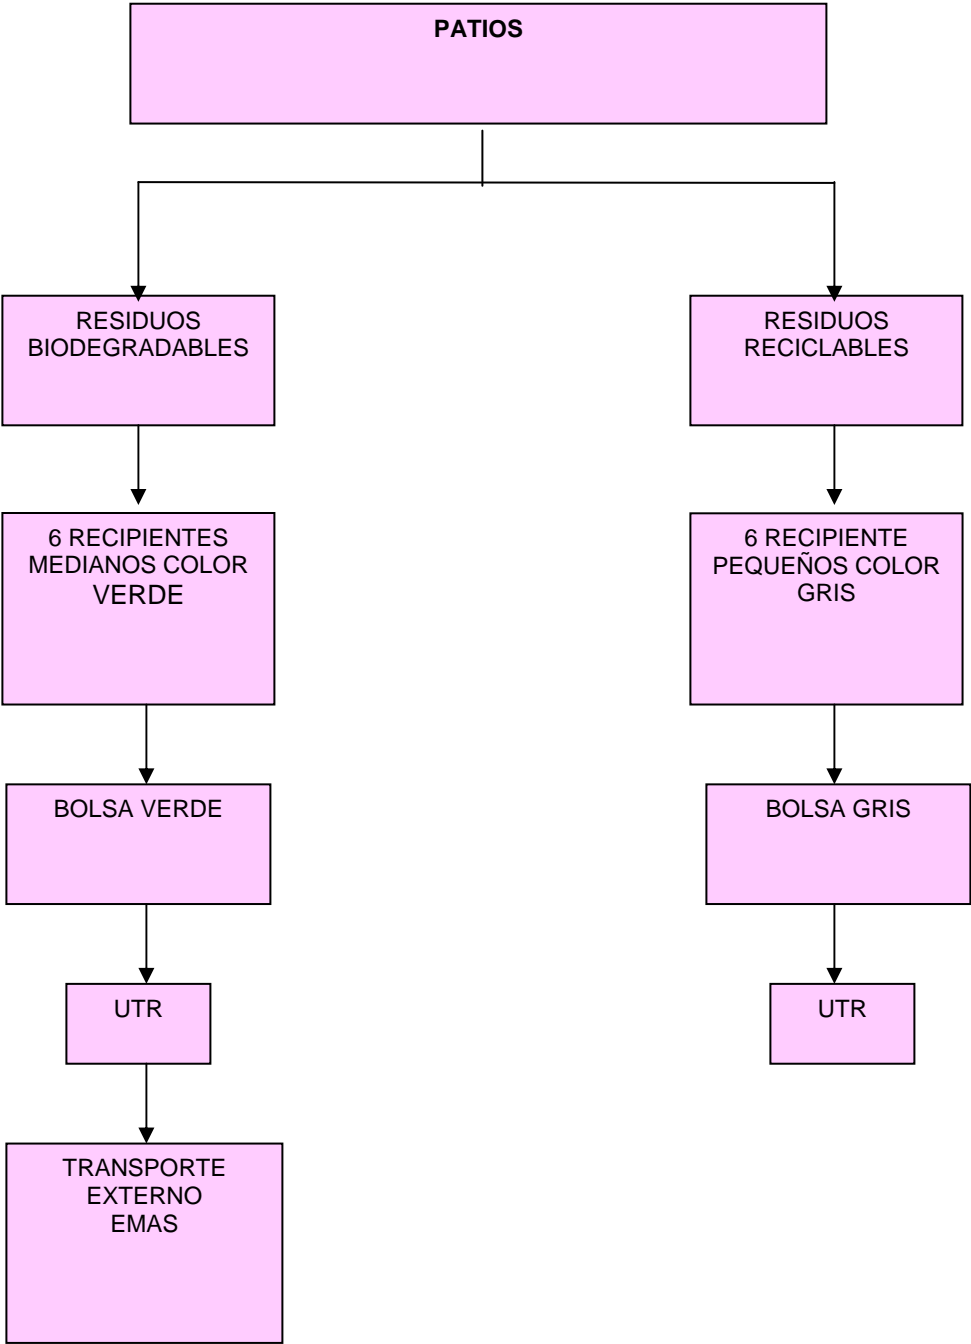 PATIOS
RESIDUOS
BIODEGRADABLES
RESIDUOS
RECICLABLES
6 RECIPIENTES
MEDIANOS COLOR
VERDE
6 RECIPIENTE
PEQUEÑOS COLOR
GRIS
BOLSA VERDE
BOLSA GRIS
UTR
UTR
TRANSPORTE
EXTERNO
EMAS